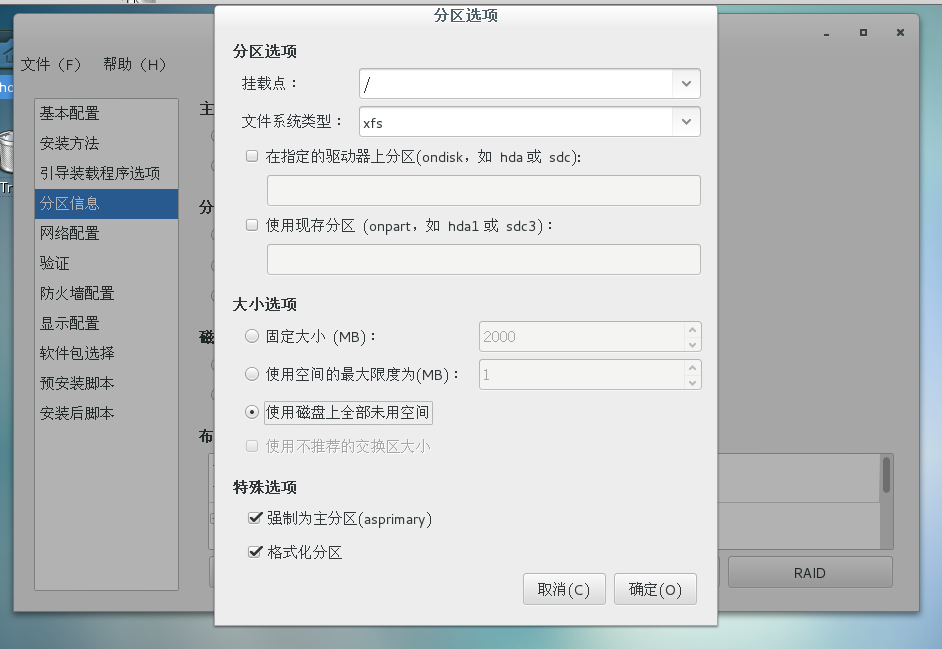 分区选项
文件（F） 帮助（H）
基本配置
安装方法
引导装载程序选项
分区信息
网络配置
验证
防火墙配置
显示配置
软件包选择
预安装脚本
安装后脚本
主
分
磁
布
分区选项
挂载点：
/
文件系统类型：
xfs
在指定的驱动器上分区(ondisk，如 hda 或 sdc):
使用现存分区 (onpart，如 hda1 或 sdc3)：
大小选项
固定大小 (MB)：
2000
使用空间的最大限度为(MB)：
1
使用磁盘上全部未用空间
使用不推荐的交换区大小
特殊选项
强制为主分区(asprimary)
格式化分区
取消(C)
确定(O)
RAID